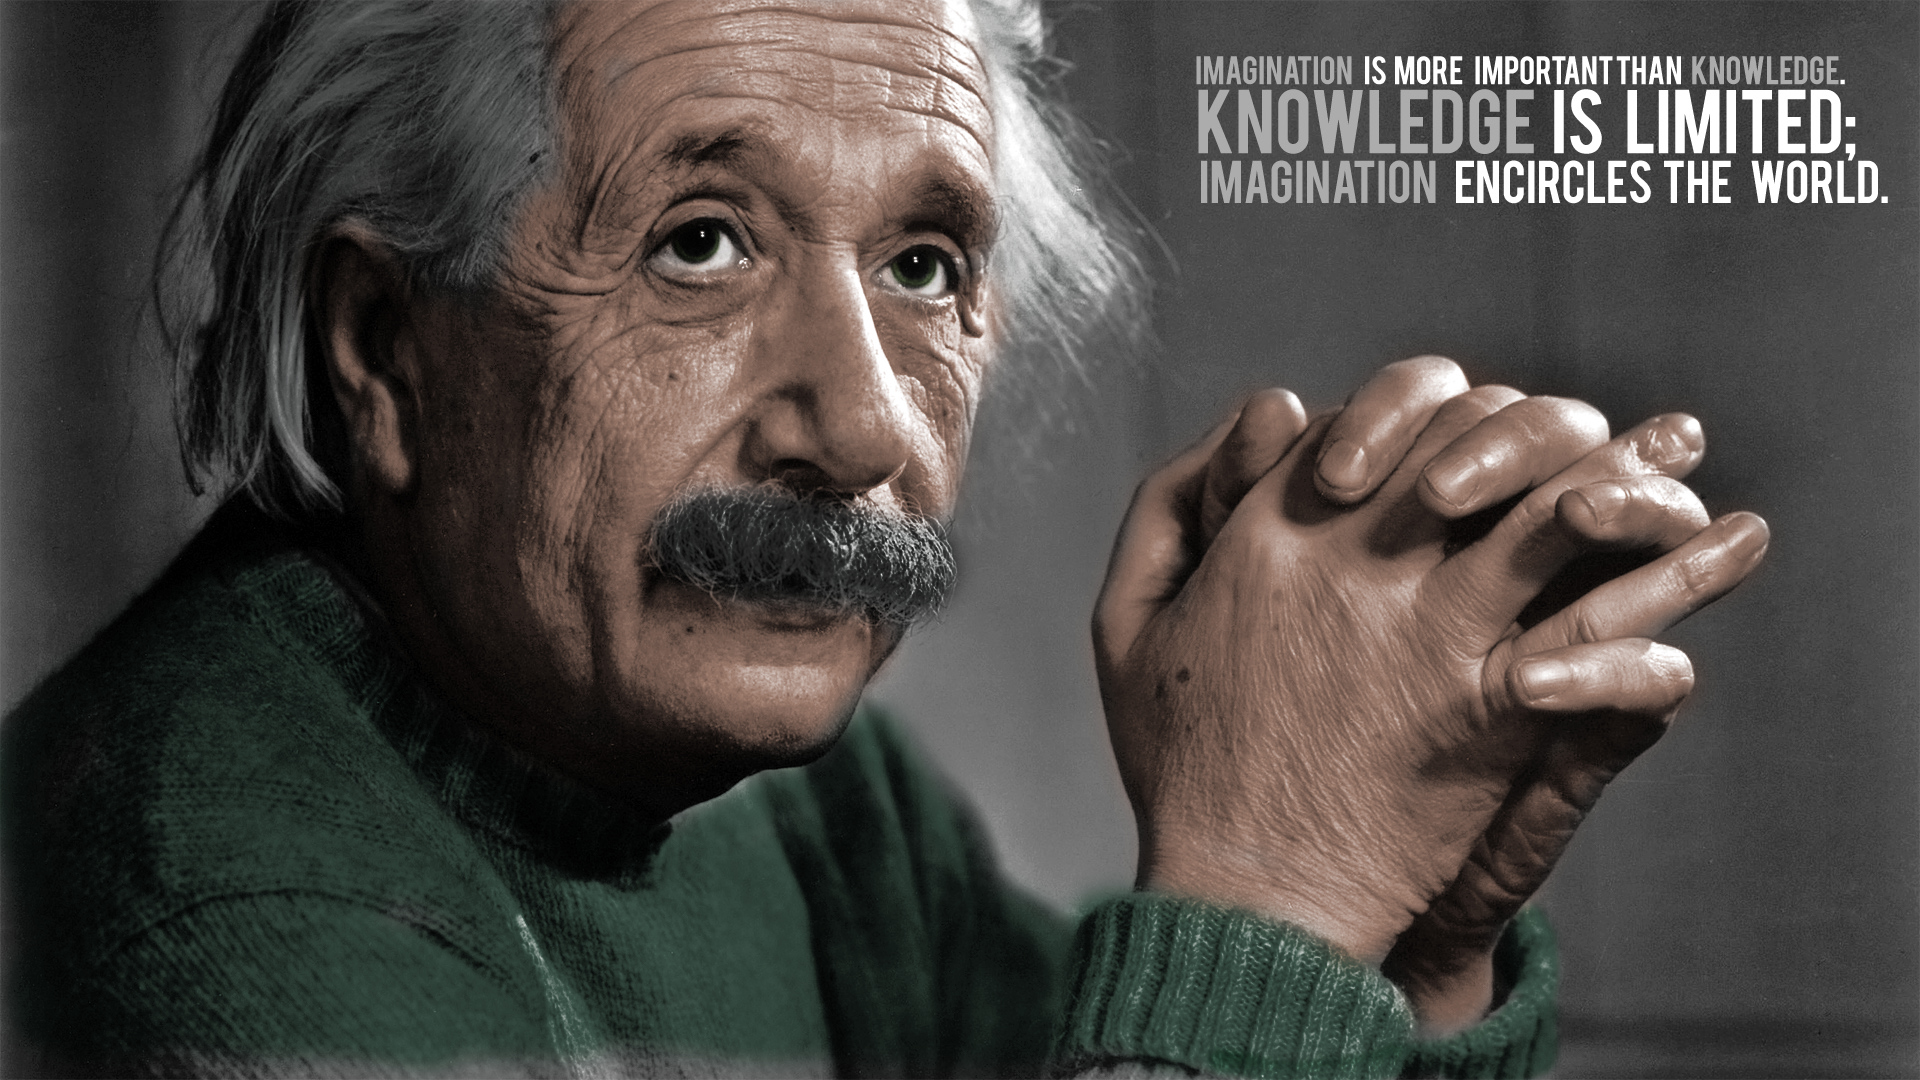 IMAGINATION IS MORE IMPORTANT THAN KNOWLEDGE.
KNOWLEDGE IS LIMITED;
IMAGINATION ENCIRCLES THE WORLD.